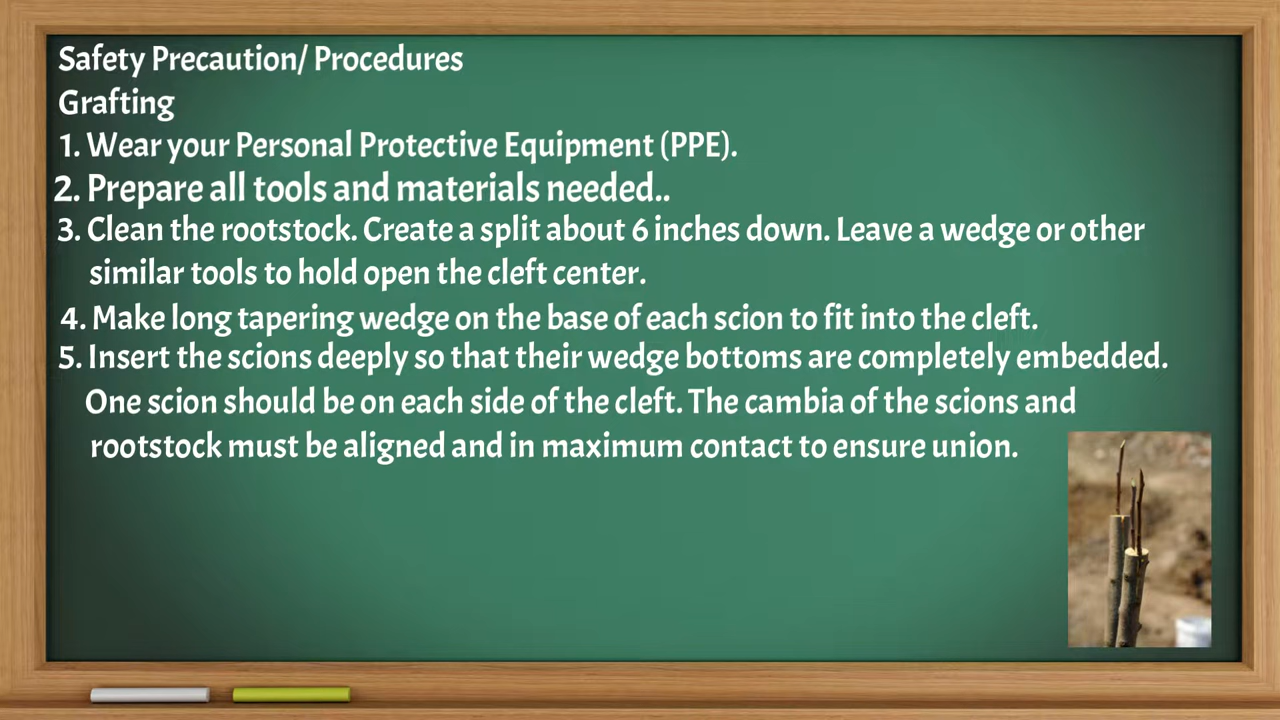 Safety Precaution/ Procedures
Grafting
1. Wear your Personal Protective Equipment (PPE).
2. Prepare all tools and materials needed..
3. Clean the rootstock. Create a split about 6 inches down. Leave a wedge or other
similar tools to hold open the cleft center.
4. Make long tapering wedge on the base of each scion to fit into the cleft.
5. Insert the scions deeply so that their wedge bottoms are completely embedded.
One scion should be on each side of the cleft. The cambia of the scions and
rootstock must be aligned and in maximum contact to ensure union.